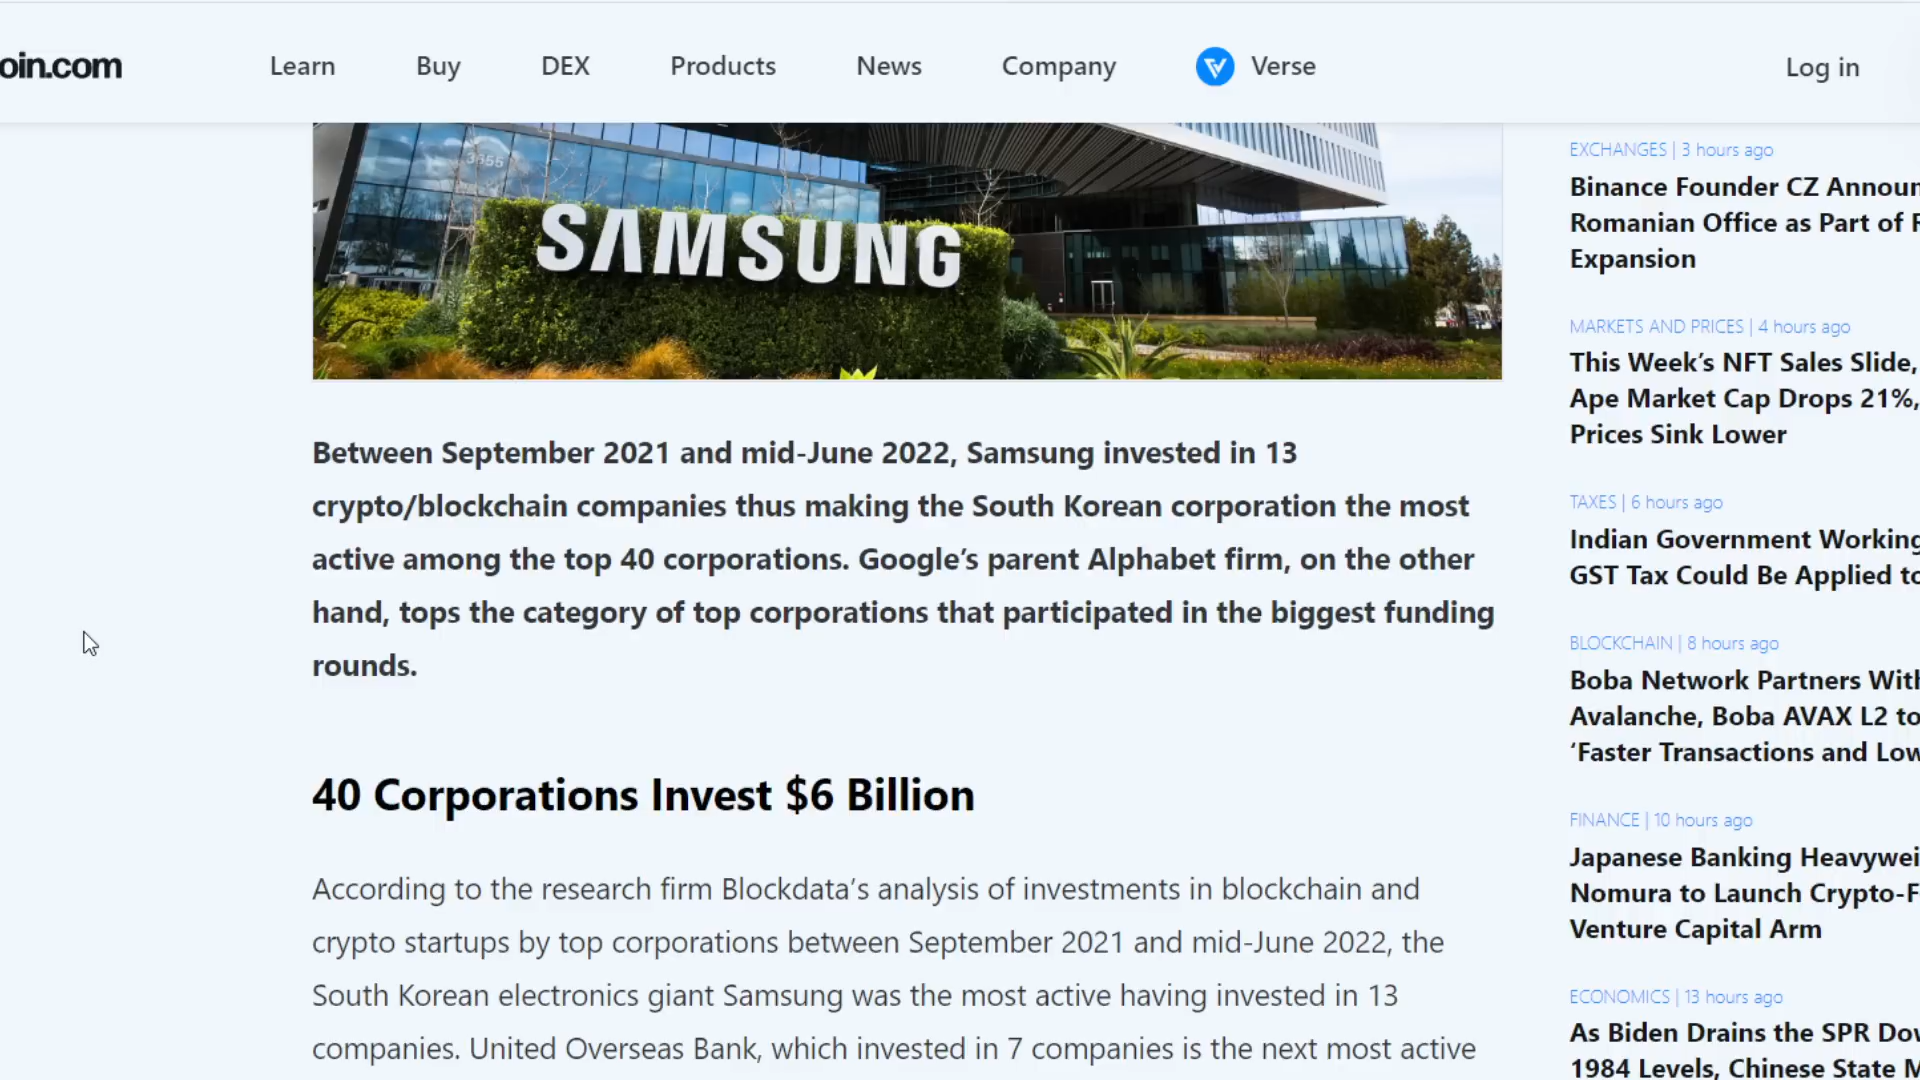 oin.com
Learn
Buy
DEX
Products
News
Company
Verse
Log in
3655
SAMSUNG
Between September 2021 and mid-June 2022, Samsung invested in 13
crypto/blockchain companies thus making the South Korean corporation the most
active among the top 40 corporations. Google’s parent Alphabet firm, on the other
hand, tops the category of top corporations that participated in the biggest funding
rounds.
40 Corporations Invest $6 Billion
According to the research firm Blockdata’s analysis of investments in blockchain and
crypto startups by top corporations between September 2021 and mid-June 2022, the
South Korean electronics giant Samsung was the most active having invested in 13
companies. United Overseas Bank, which invested in 7 companies is the next most active
EXCHANGES | 3 hours ago
Binance Founder CZ Announ
Romanian Office as Part of
Expansion
MARKETS AND PRICES | 4 hours ago
This Week’s NFT Sales Slide,
Ape Market Cap Drops 21%,
Prices Sink Lower
TAXES | 6 hours ago
Indian Government Working
GST Tax Could Be Applied to
BLOCKCHAIN | 8 hours ago
Boba Network Partners With
Avalanche, Boba AVAX L2 to
‘Faster Transactions and Low
FINANCE | 10 hours ago
Japanese Banking Heavywei
Nomura to Launch Crypto-F
Venture Capital Arm
ECONOMICS | 13 hours ago
As Biden Drains the SPR Dow
1984 Levels, Chinese State M